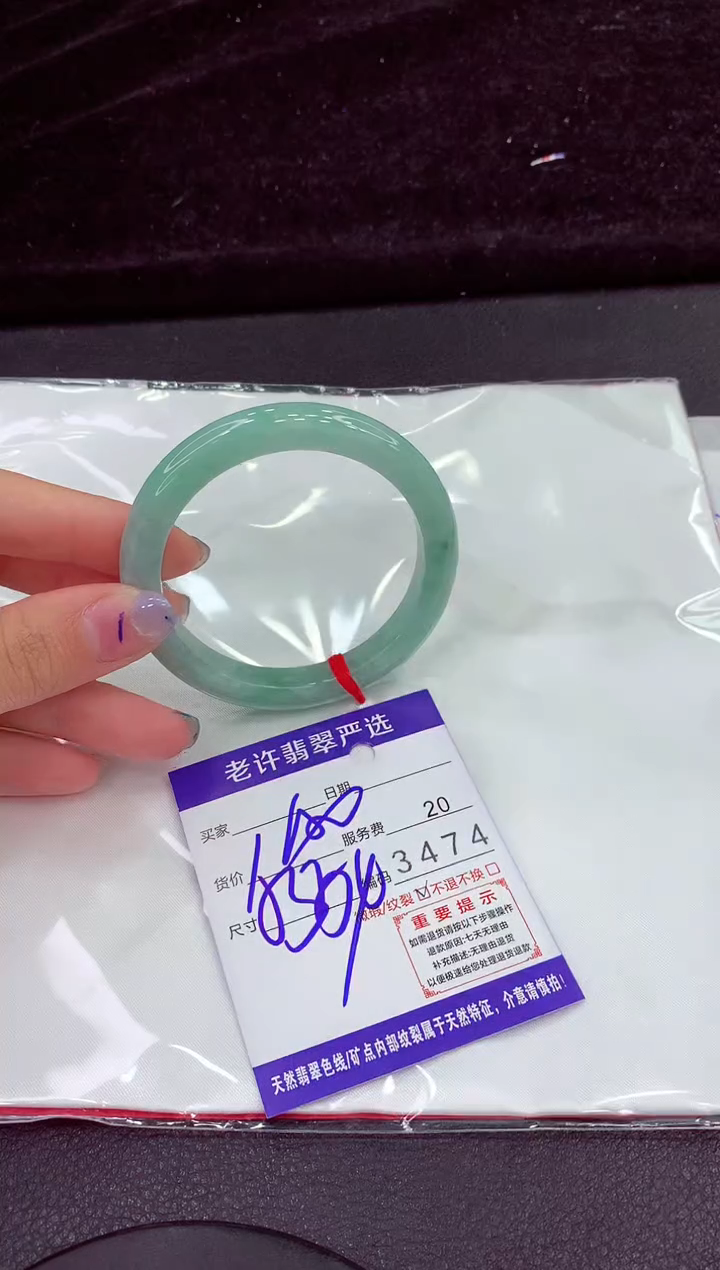 老许翡翠严选
买家 日期
货价 服务费 20
尺寸 编码 3474
瑕/纹裂 ☑ 不退不换 ☐
重要提示
如需退货请按以下步骤操作
退款原因:七天无理由
补充描述:无理由退货
以便极速给您处理退货退款
天然翡翠色线/矿点内部纹裂属于天然特征，介意请慎拍!